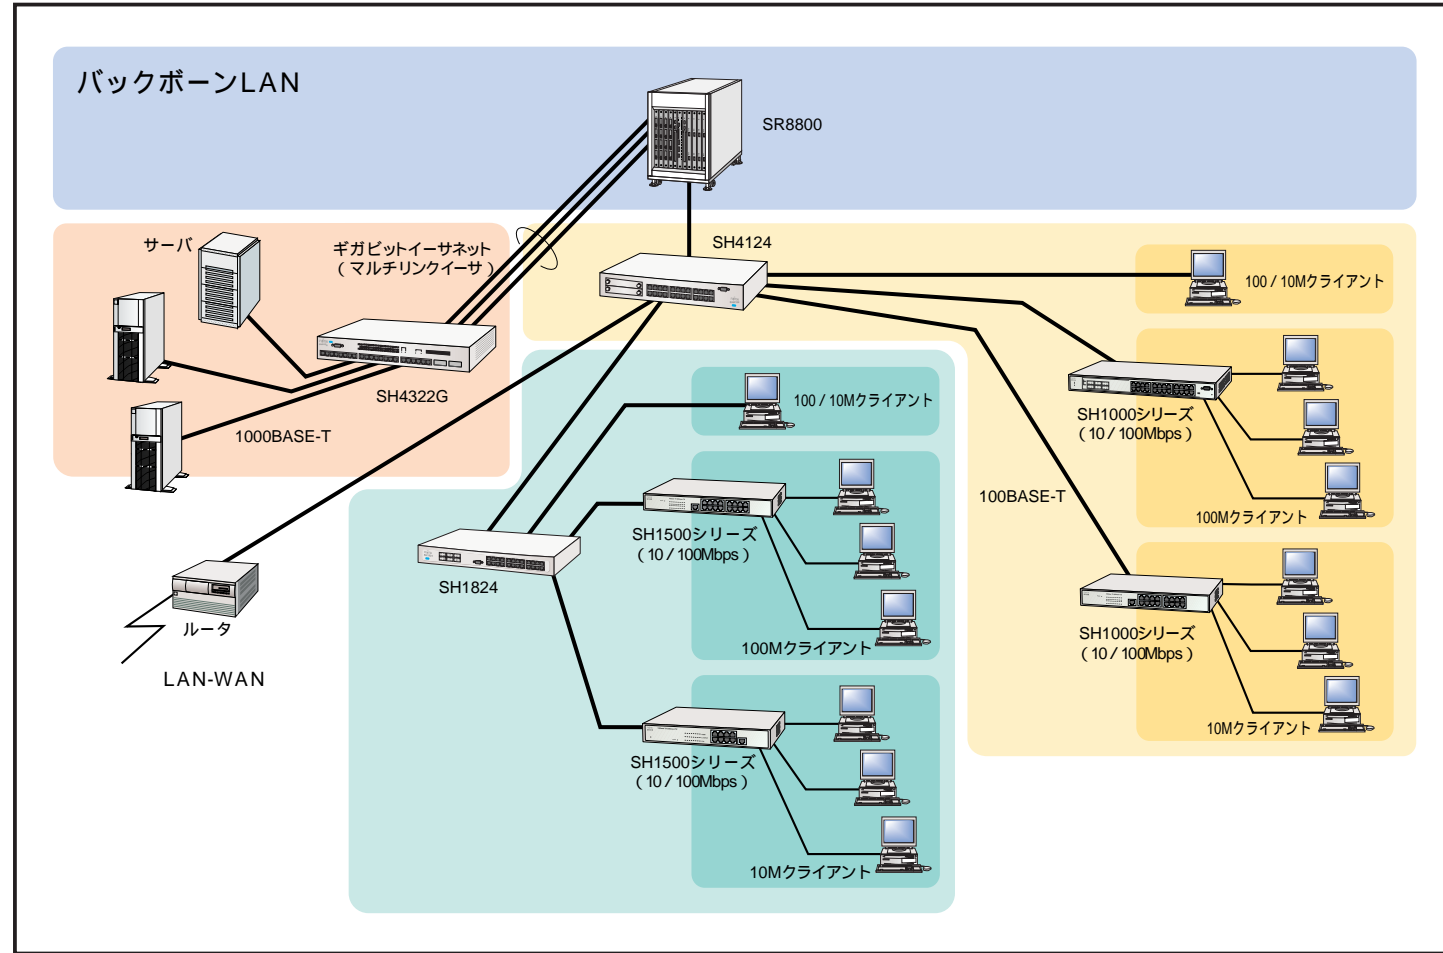 バックボーンLAN
SR8800
サーバ
ギガビットイーサネット
（マルチリンクイーサ）
SH4322G
1000BASE-T
SH4124
100 / 10Mクライアント
SH1000シリーズ
（10 / 100Mbps）
100Mクライアント
100BASE-T
SH1000シリーズ
（10 / 100Mbps）
10Mクライアント
100 / 10Mクライアント
SH1500シリーズ
（10 / 100Mbps）
100Mクライアント
SH1824
SH1500シリーズ
（10 / 100Mbps）
10Mクライアント
ルータ
LAN-WAN